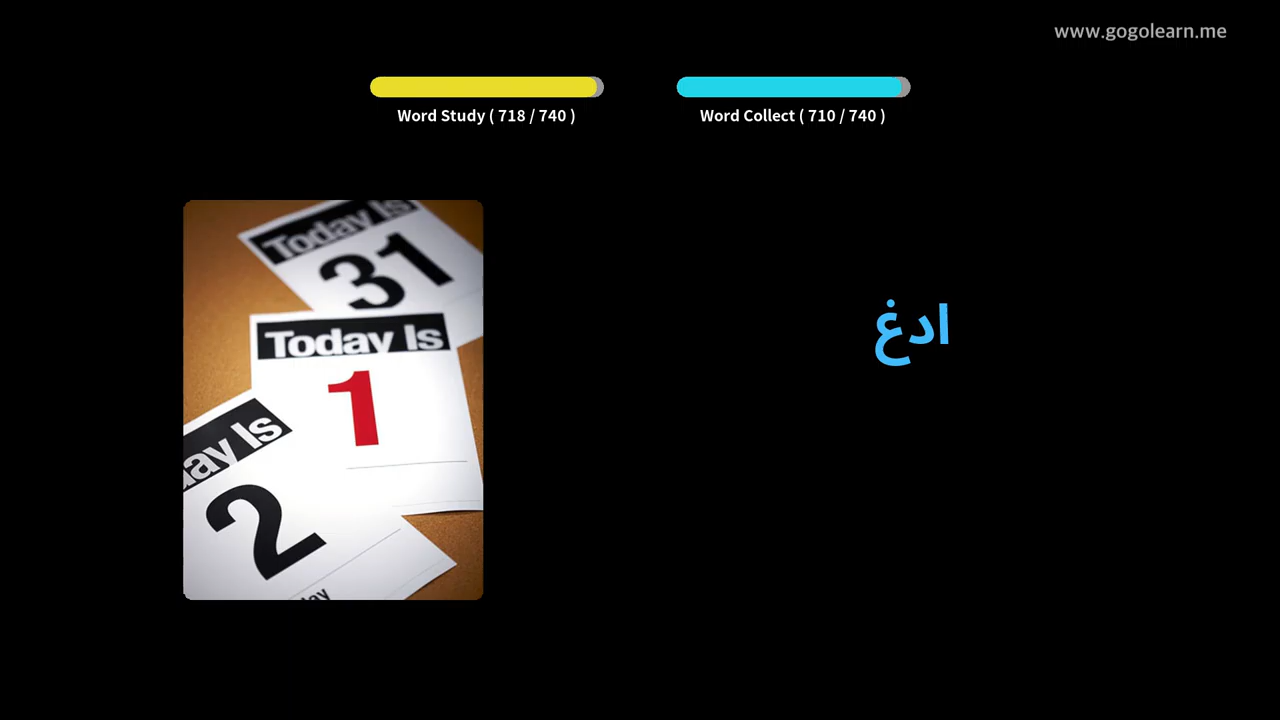 www.gogolearn.me
Word Study ( 718 / 740 )
Word Collect ( 710 / 740 )
Today Is
31
Today Is
1
ay Is
2
ادغ